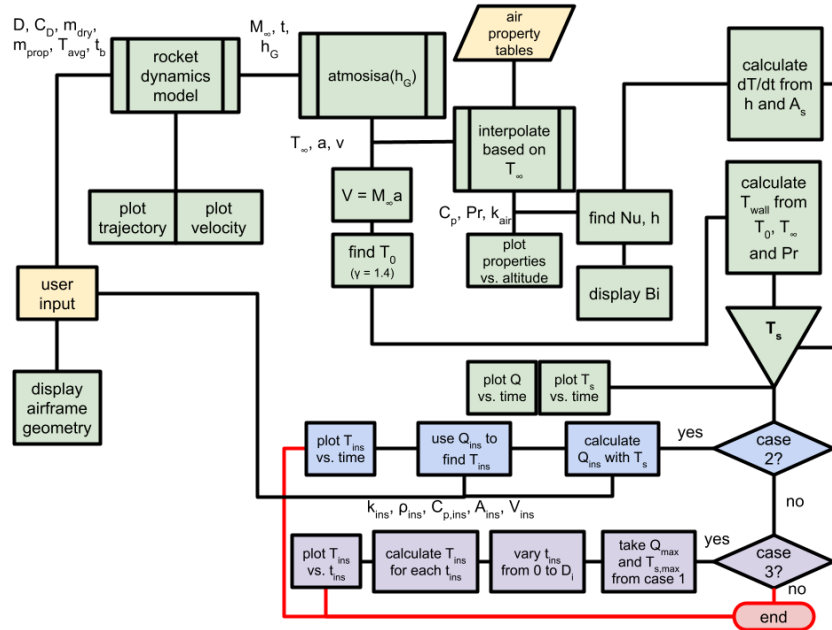 D, C_D, m_dry,
m_prop, T_avg, t_b
M_∞, t,
h_G
rocket
dynamics
model
atmosisa(h_G)
air
property
tables
calculate
dT/dt from
h and A_s
T_∞, a, v
interpolate
based on
T_∞
V = M_∞a
plot
trajectory
plot
velocity
C_p, Pr, k_air
find Nu, h
calculate
T_wall from
T_0, T_∞
and Pr
find T_0
(γ = 1.4)
plot
properties
vs. altitude
display Bi
user
input
T_s
display
airframe
geometry
plot Q
vs. time
plot T_s
vs. time
plot T_ins
vs. time
use Q_ins to
find T_ins
calculate
Q_ins with T_s
yes
case
2?
k_ins, ρ_ins, C_p,ins, A_ins, V_ins
no
plot T_ins
vs. t_ins
calculate T_ins
for each t_ins
vary t_ins
from 0 to D_i
take Q_max
and T_s,max
from case 1
yes
case
3?
no
end